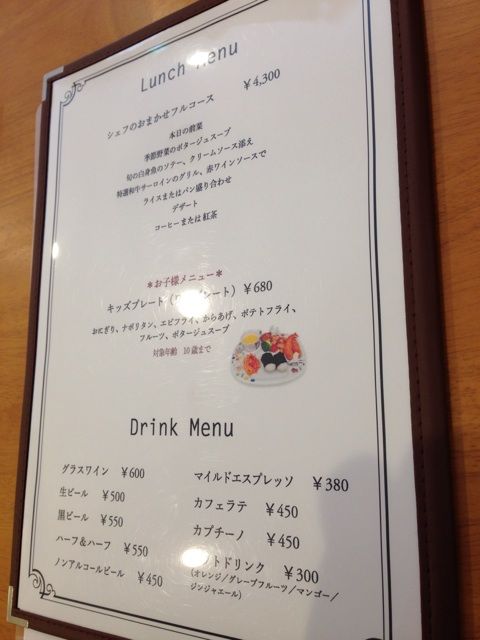 Lunch Menu
シェフのおまかせフルコース ￥4,300
本日の前菜
季節野菜のポタージュスープ
旬の白身魚のソテー、クリームソース添え
特選和牛サーロインのグリル、赤ワインソースで
ライスまたはパン盛り合わせ
デザート
コーヒーまたは紅茶
＊お子様メニュー＊
キッズプレート ￥680
おにぎり、ナポリタン、エビフライ、からあげ、ポテトフライ、
フルーツ、ポタージュスープ
対象年齢 10歳まで
Drink Menu
グラスワイン ￥600
生ビール ￥500
黒ビール ￥550
ハーフ＆ハーフ ￥550
ノンアルコールビール ￥450
マイルドエスプレッソ ￥380
カフェラテ ￥450
カプチーノ ￥450
ドリンク ￥300
(オレンジ／グレープフルーツ／マンゴー／
ジンジャエール)